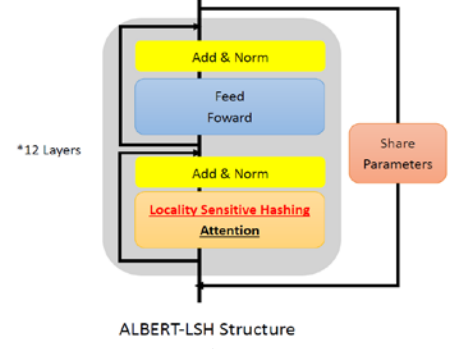 Add & Norm
Feed
Foward
*12 Layers
Add & Norm
Share
Parameters
Locality Sensitive Hashing
Attention
ALBERT-LSH Structure